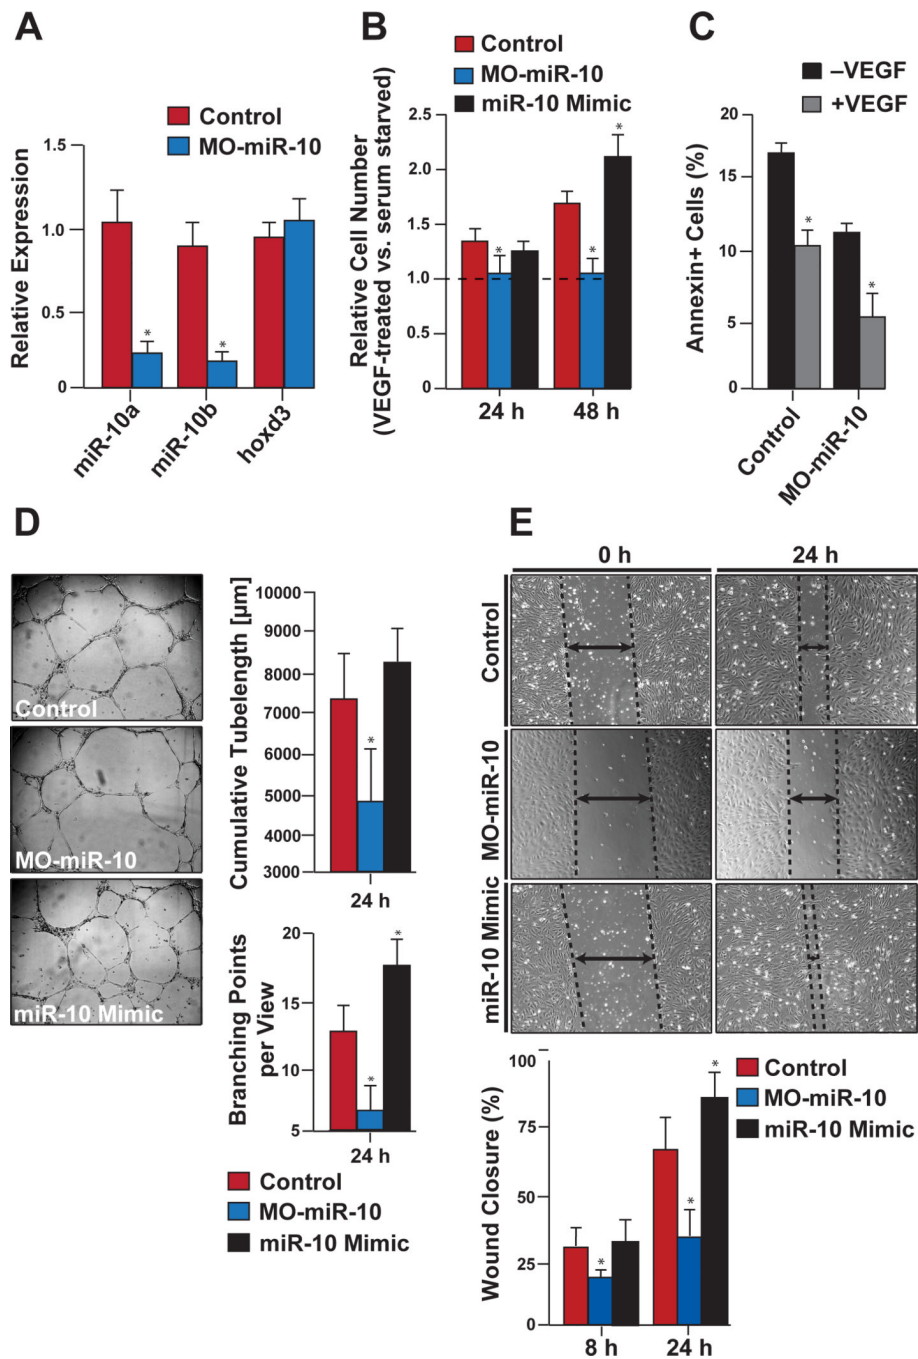 A
Control
MO-miR-10
Relative Expression
1.5
1.0
0.5
0
*
*
miR-10a
miR-10b
hoxd3
B
Control
MO-miR-10
miR-10 Mimic
Relative Cell Number
(VEGF-treated vs. serum starved)
2.5
2.0
1.5
1.0
0.5
0
*
*
*
24 h
48 h
C
–VEGF
+VEGF
Annexin+ Cells (%)
20
15
10
5
0
*
*
Control
MO-miR-10
D
Control
MO-miR-10
miR-10 Mimic
Cumulative Tubelength [µm]
10000
9000
8000
7000
6000
5000
4000
3000
*
24 h
Branching Points
per View
20
15
10
5
*
*
24 h
Control
MO-miR-10
miR-10 Mimic
E
0 h
24 h
Control
MO-miR-10
miR-10 Mimic
Wound Closure (%)
100
75
50
25
0
*
*
*
8 h
24 h
Control
MO-miR-10
miR-10 Mimic